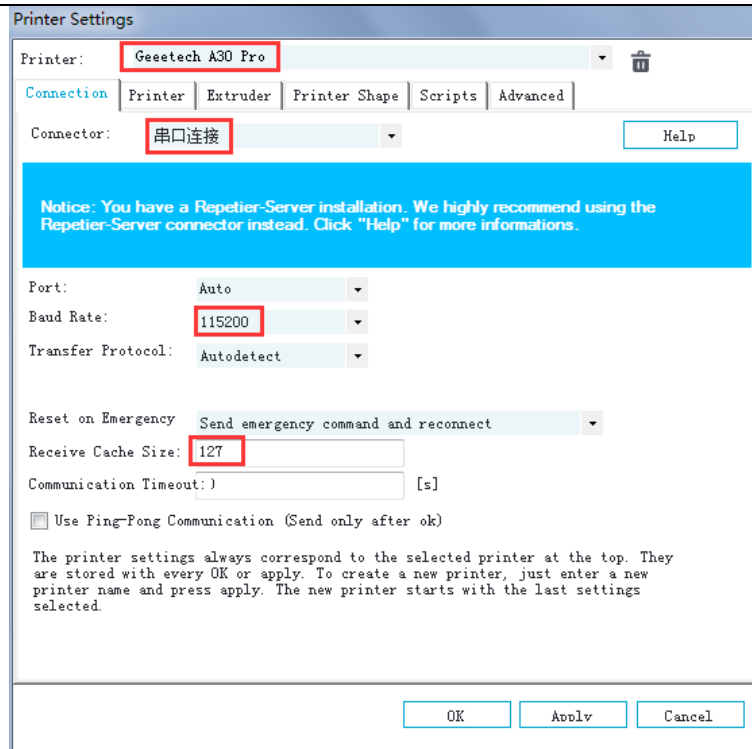 Printer Settings
Printer: Geeetech A30 Pro
Connection Printer Extruder Printer Shape Scripts Advanced
Connector: 串口连接 Help
Notice: You have a Repetier-Server installation. We highly recommend using the
Repetier-Server connector instead. Click "Help" for more informations.
Port: Auto
Baud Rate: 115200
Transfer Protocol: Autodetect
Reset on Emergency Send emergency command and reconnect
Receive Cache Size: 127
Communication Timeout:) [s]
Use Ping-Pong Communication (Send only after ok)
The printer settings always correspond to the selected printer at the top. They
are stored with every OK or apply. To create a new printer, just enter a new
printer name and press apply. The new printer starts with the last settings
selected.
OK Apply Cancel